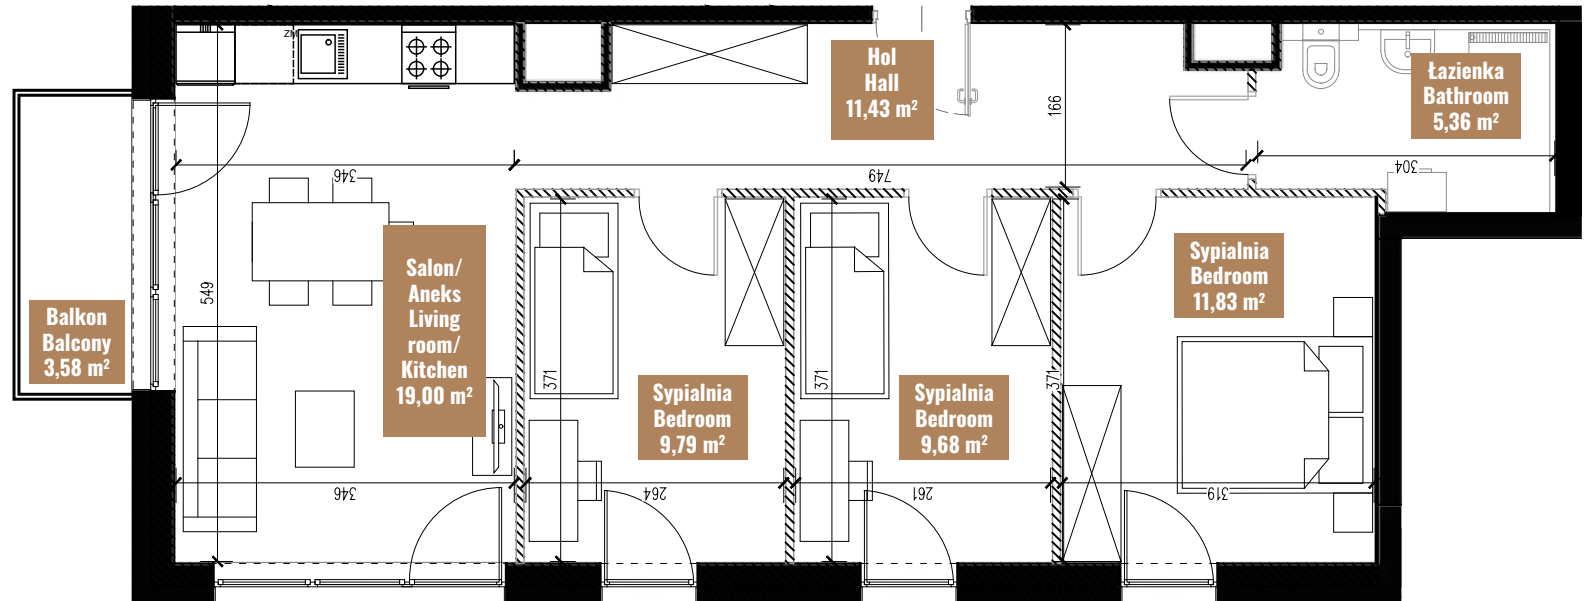 ZM
Hol
Hall
11,43 m²
Łazienka
Bathroom
5,36 m²
166
304
346
749
Salon/
Aneks
Living
room/
Kitchen
19,00 m²
549
Balkon
Balcony
3,58 m²
Sypialnia
Bedroom
11,83 m²
371
371
371
Sypialnia
Bedroom
9,79 m²
Sypialnia
Bedroom
9,68 m²
346
264
261
319